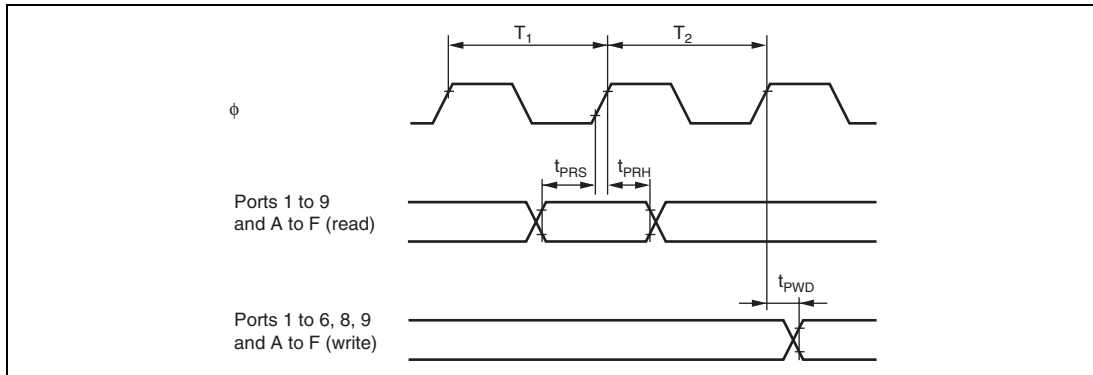 T₁
T₂
ϕ
tPRS
tPRH
Ports 1 to 9
and A to F (read)
tPWD
Ports 1 to 6, 8, 9
and A to F (write)